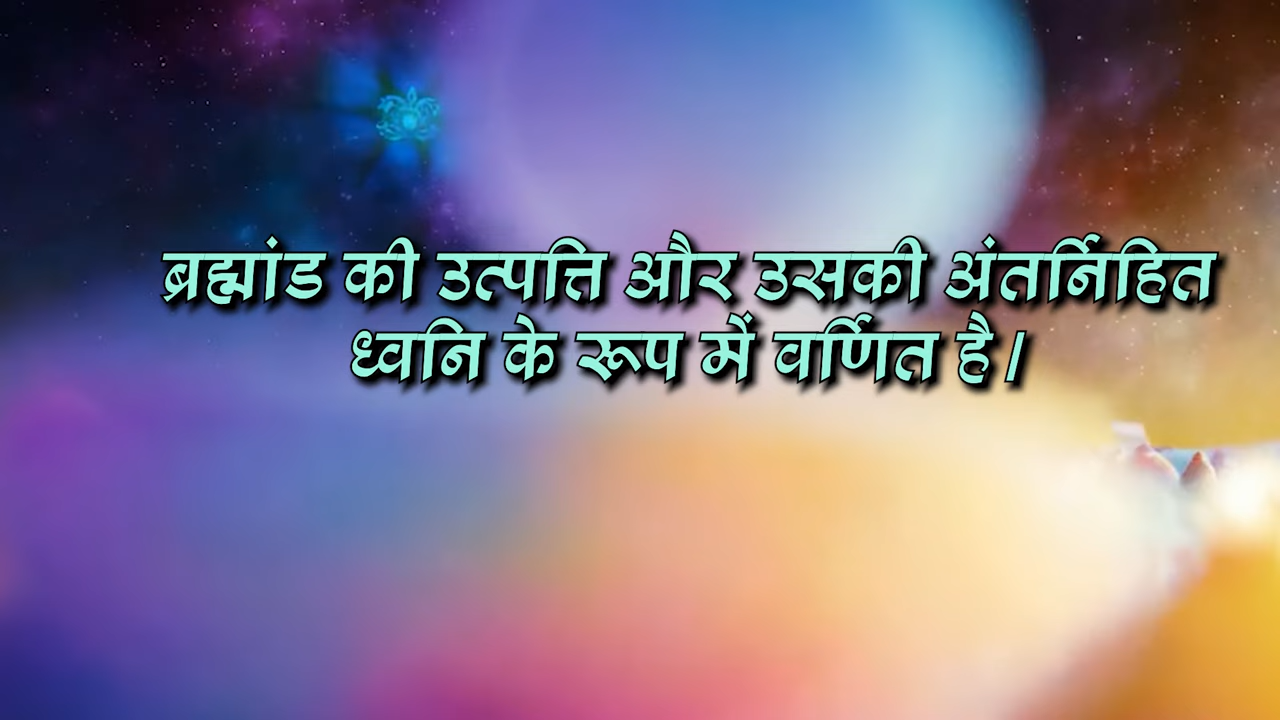 ब्रह्मांड की उत्पत्ति और उसकी अंतर्निहित
ध्वनि के रूप में वर्णित है।